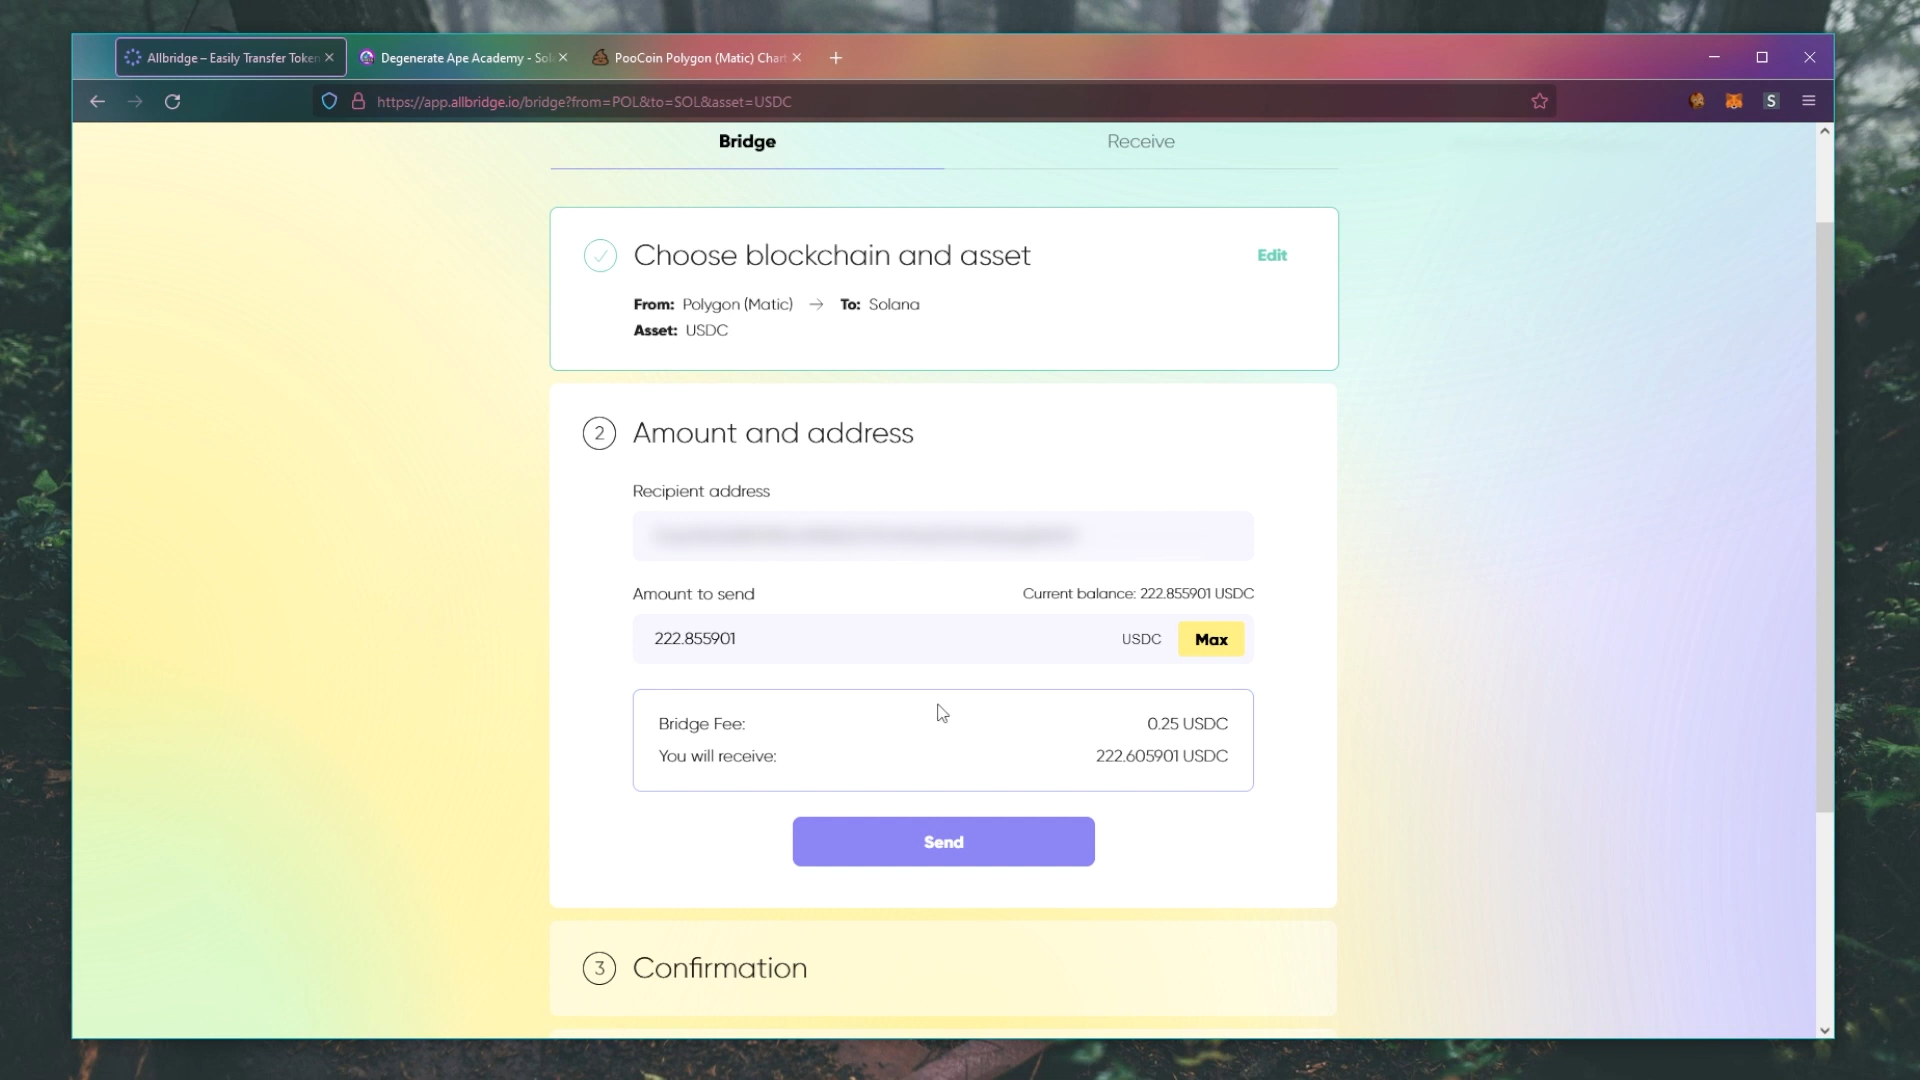 Allbridge – Easily Transfer Token
Degenerate Ape Academy - Sol
PooCoin Polygon (Matic) Chart
https://app.allbridge.io/bridge?from=POL&to=SOL&asset=USDC
S
Bridge
Receive
Choose blockchain and asset
Edit
From: Polygon (Matic) → To: Solana
Asset: USDC
2 Amount and address
Recipient address
Amount to send
Current balance: 222.855901 USDC
222.855901
USDC
Max
Bridge Fee:
0.25 USDC
You will receive:
222.605901 USDC
Send
3 Confirmation